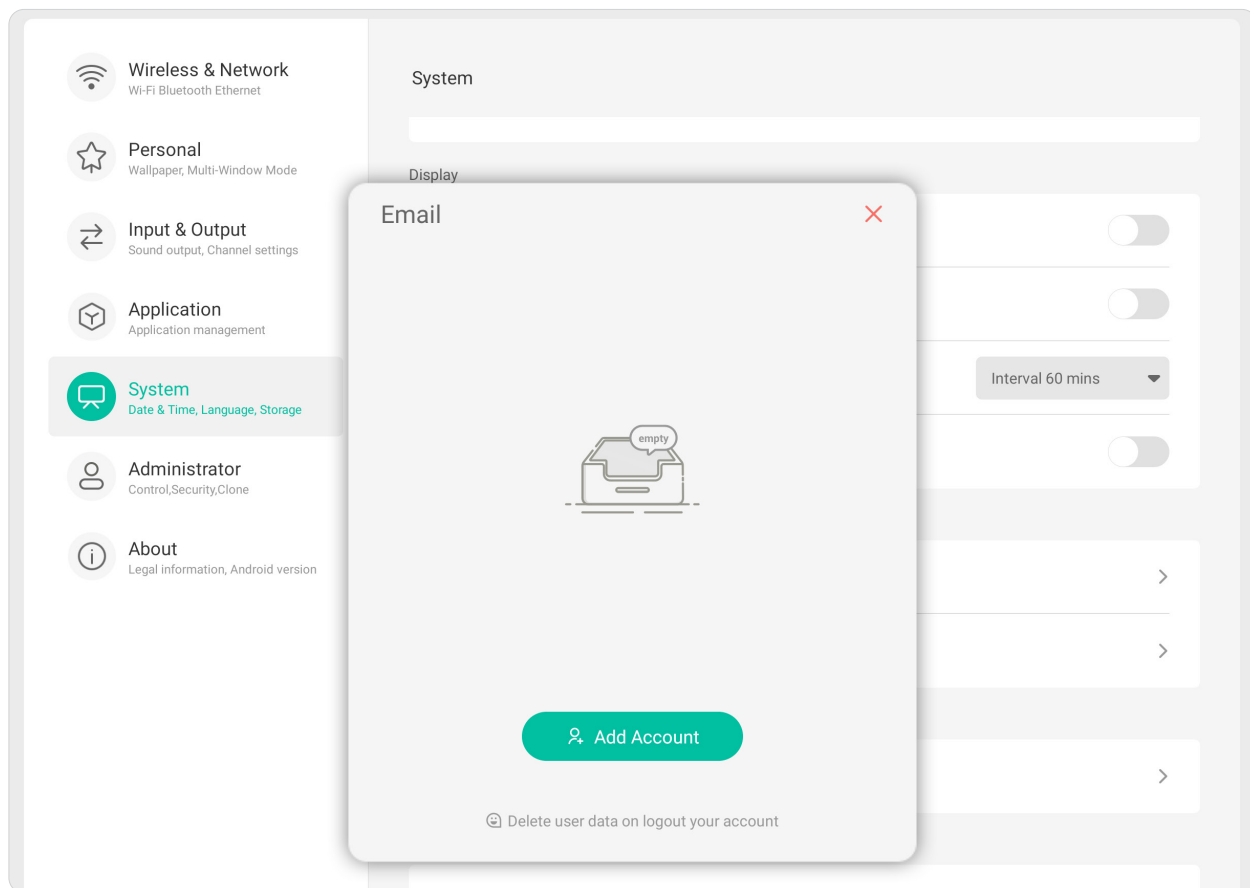 Wireless & Network
Wi-Fi Bluetooth Ethernet
Personal
Wallpaper, Multi-Window Mode
Input & Output
Sound output, Channel settings
Application
Application management
System
Date & Time, Language, Storage
Administrator
Control,Security,Clone
About
Legal information, Android version
System
Display
Interval 60 mins
Email
empty
Add Account
Delete user data on logout your account